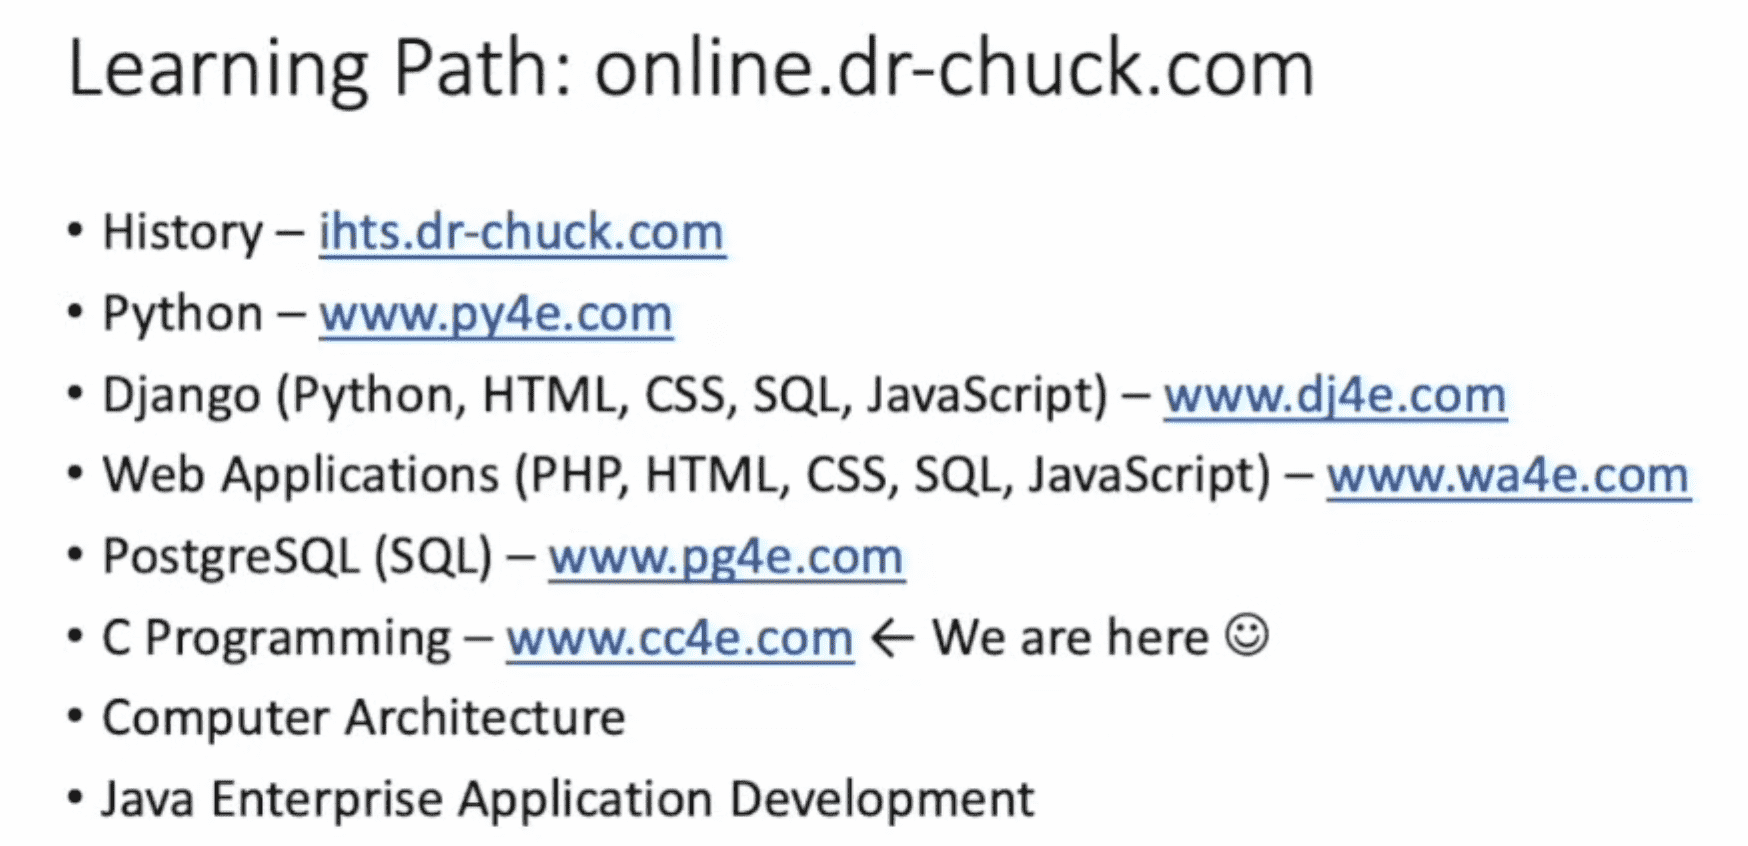 Learning Path: online.dr-chuck.com
• History – ihts.dr-chuck.com
• Python – www.py4e.com
• Django (Python, HTML, CSS, SQL, JavaScript) – www.dj4e.com
• Web Applications (PHP, HTML, CSS, SQL, JavaScript) – www.wa4e.com
• PostgreSQL (SQL) – www.pg4e.com
• C Programming – www.cc4e.com ← We are here ☺
• Computer Architecture
• Java Enterprise Application Development